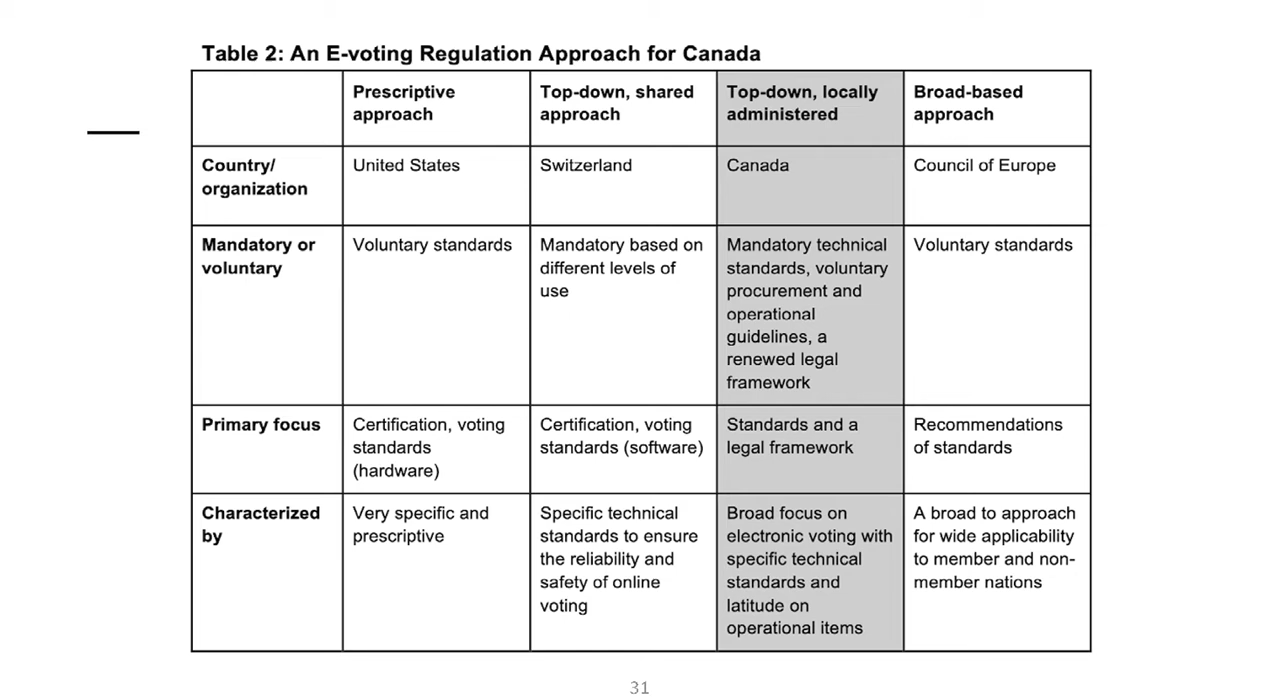 Table 2: An E-voting Regulation Approach for Canada
Prescriptive
approach
Top-down, shared
approach
Top-down, locally
administered
Broad-based
approach
Country/
organization
United States
Switzerland
Canada
Council of Europe
Mandatory or
voluntary
Voluntary standards
Mandatory based on
different levels of
use
Mandatory technical
standards, voluntary
procurement and
operational
guidelines, a
renewed legal
framework
Voluntary standards
Primary focus
Certification, voting
standards
(hardware)
Certification, voting
standards (software)
Standards and a
legal framework
Recommendations
of standards
Characterized
by
Very specific and
prescriptive
Specific technical
standards to ensure
the reliability and
safety of online
voting
Broad focus on
electronic voting with
specific technical
standards and
latitude on
operational items
A broad to approach
for wide applicability
to member and non-
member nations
31